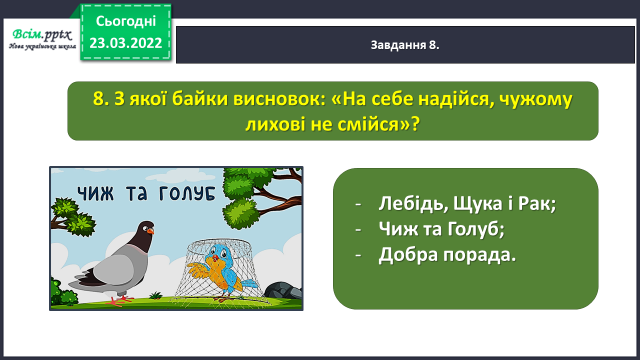 Всім.pptx
Нова українська школа
Сьогодні
23.03.2022
Завдання 8.
8. З якої байки висновок: «На себе надійся, чужому
лихові не смійся»?
ЧИЖ ТА ГОЛУБ
- Лебідь, Щука і Рак;
- Чиж та Голуб;
- Добра порада.